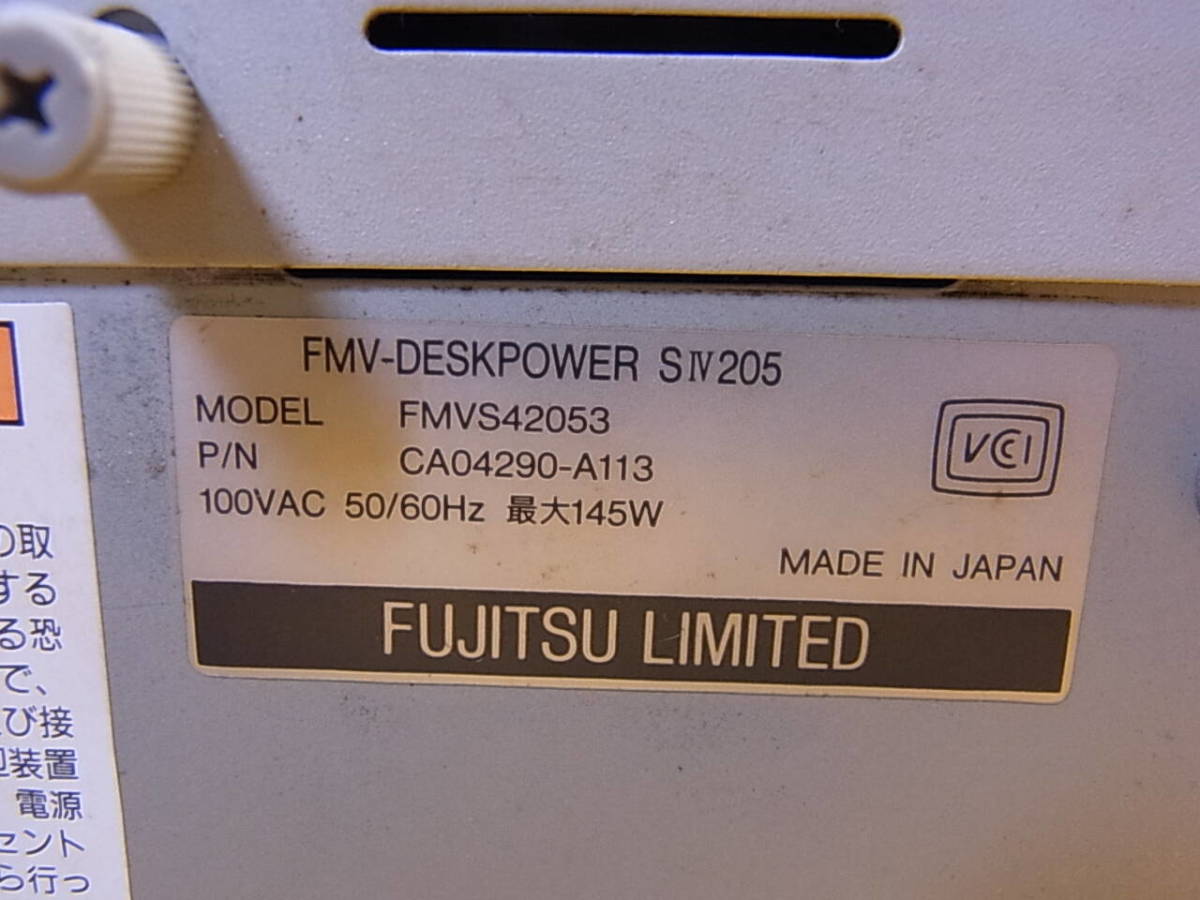 FMV-DESKPOWER SⅣ205
MODEL FMVS42053
P/N CA04290-A113
100VAC 50/60Hz 最大145W
VCCI
MADE IN JAPAN
FUJITSU LIMITED
の取
する
る恐
で、
び接
装置
電源
セント
ら行っ